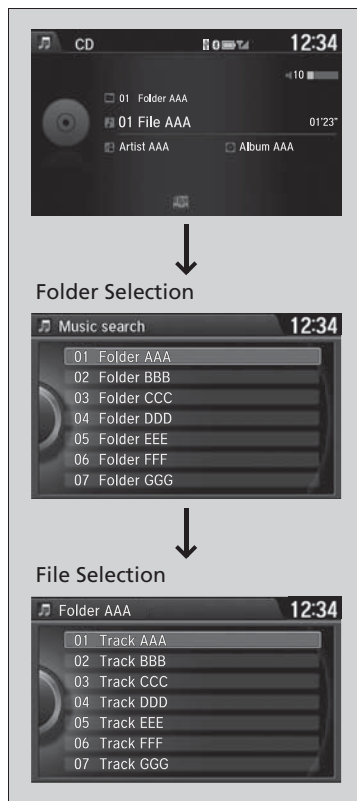 CD 12:34
10
01 Folder AAA
01 File AAA 01'23"
Artist AAA Album AAA
Folder Selection
Music search 12:34
01 Folder AAA
02 Folder BBB
03 Folder CCC
04 Folder DDD
05 Folder EEE
06 Folder FFF
07 Folder GGG
File Selection
Folder AAA 12:34
01 Track AAA
02 Track BBB
03 Track CCC
04 Track DDD
05 Track EEE
06 Track FFF
07 Track GGG